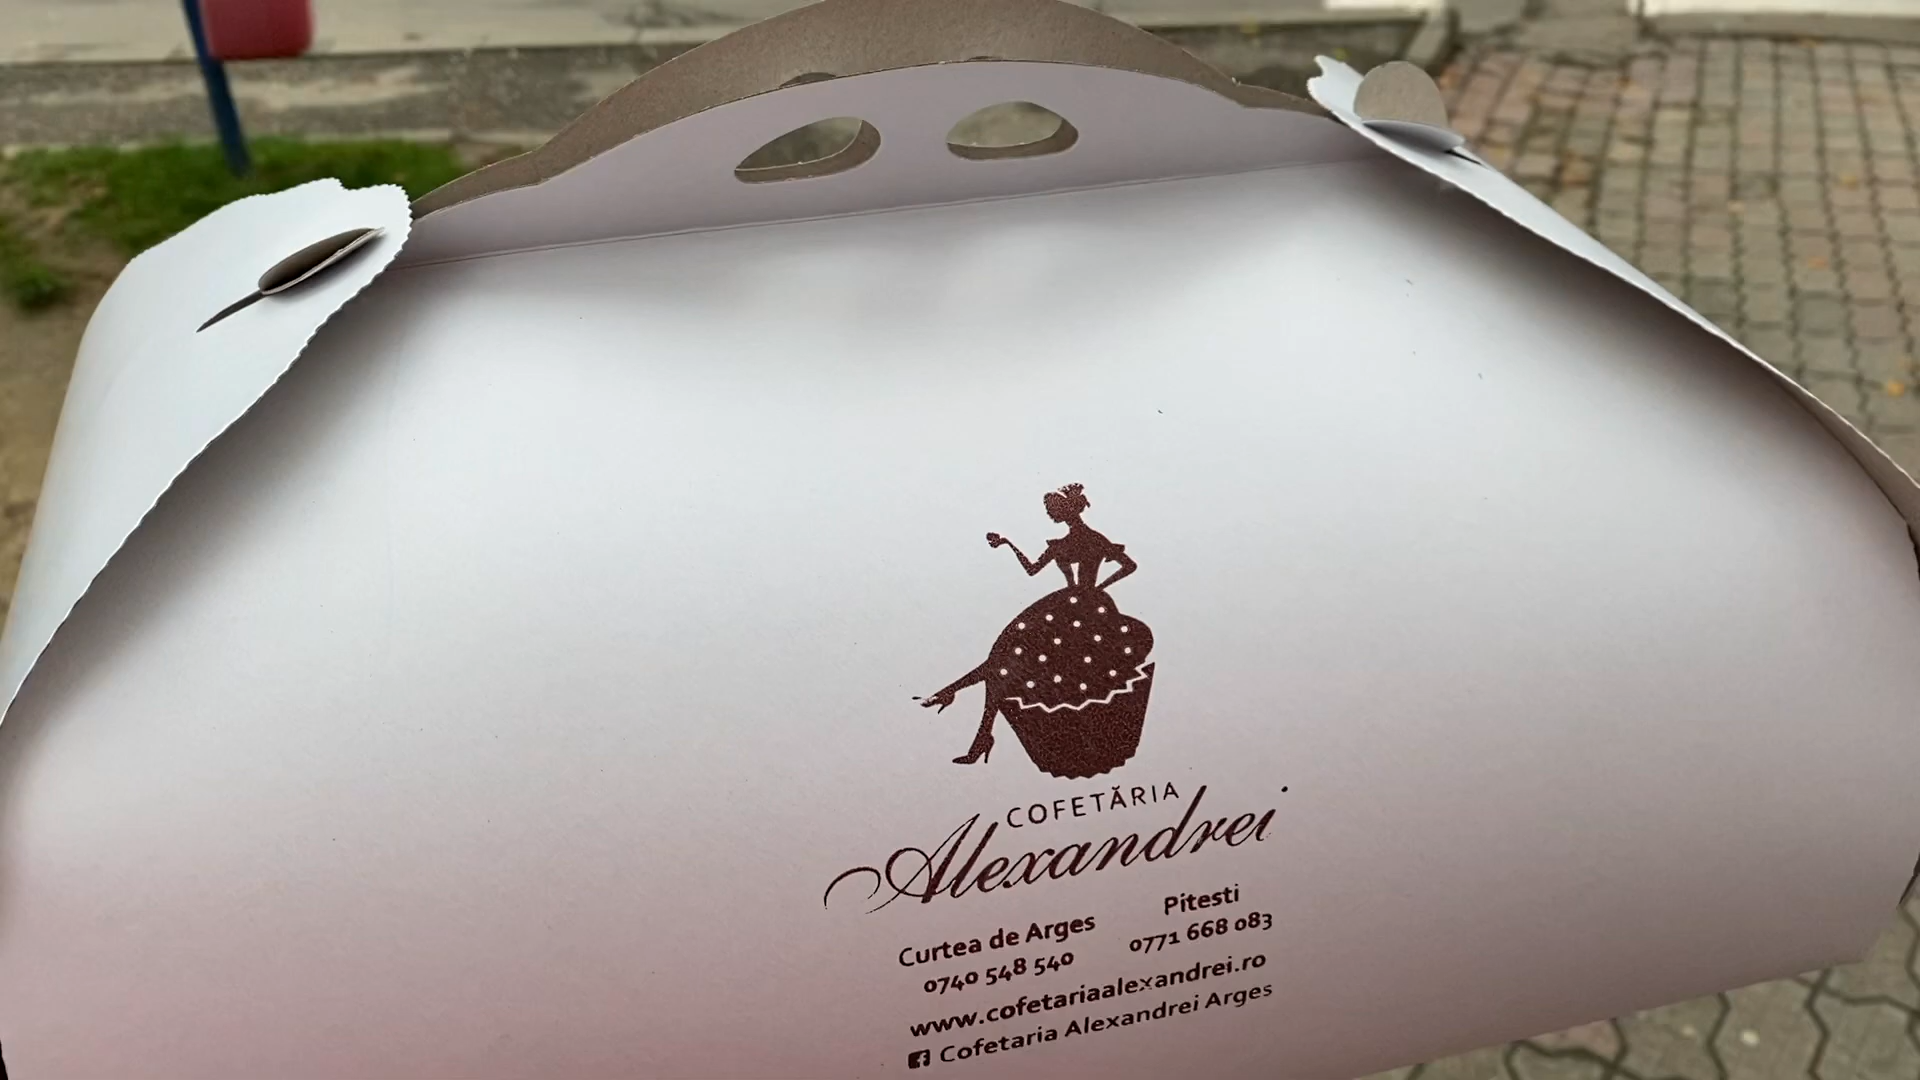 COFETĂRIA
Alexandrei
Curtea de Arges
0740 548 540
Pitesti
0771 668 083
www.cofetariaalexandrei.ro
Cofetaria Alexandrei Arges